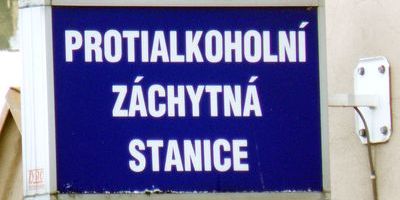 PROTIALKOHOLNÍ
ZÁCHYTNÁ
STANICE